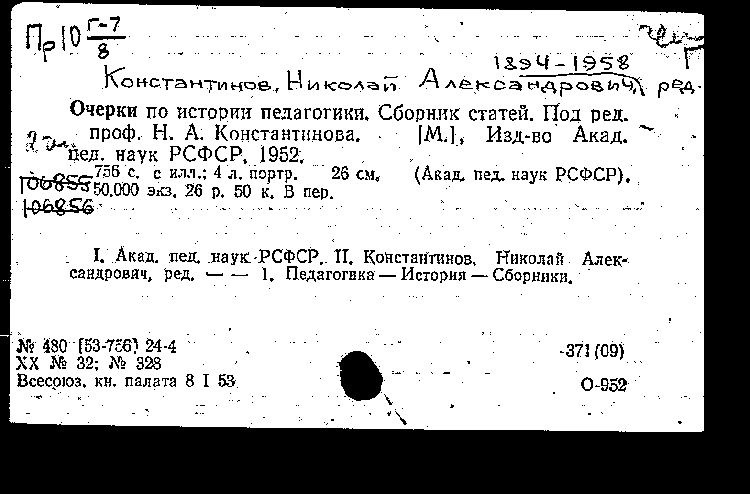 Пр10 Г-7/8
1894-1958
Константинов, Николай Александрович, ред.
Очерки по истории педагогики. Сборник статей. Под ред.
проф. Н. А. Константинова. [М.], Изд-во Акад.
пед. наук РСФСР, 1952.
756 с. с илл.; 4 л. портр. 26 см. (Акад. пед. наук РСФСР).
106855 50.000 экз. 26 р. 50 к. В пер.
106856
I. Акад. пед. наук РСФСР. II. Константинов, Николай Алек-
сандрович, ред. — — 1. Педагогика — История — Сборники.
№ 480 [53-756] 24-4
371(09)
XX № 32; № 328
Всесоюз. кн. палата 8 I 53
О-952